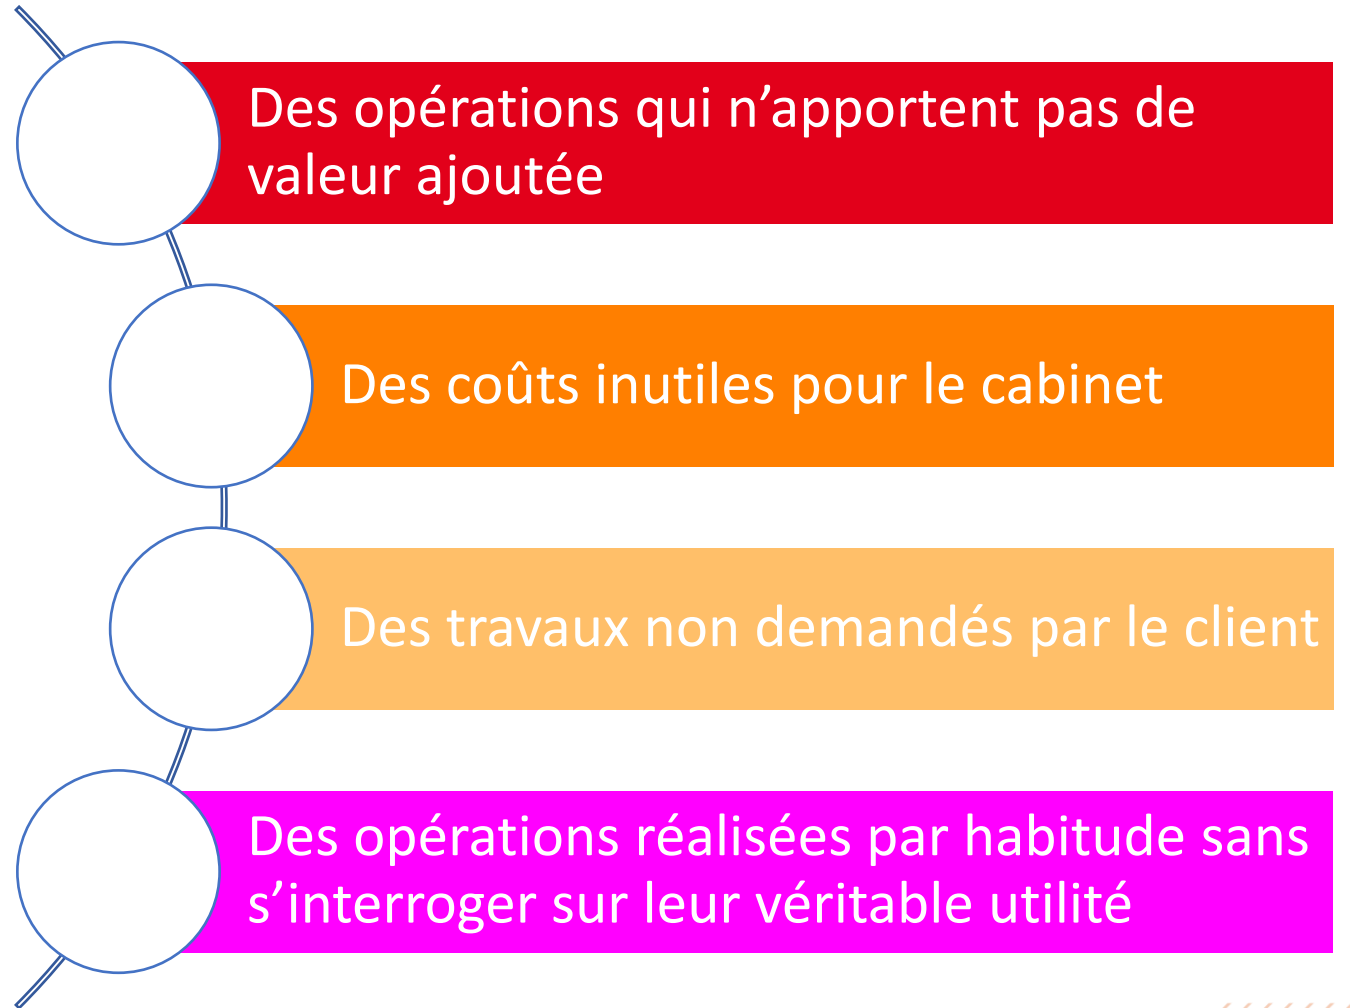 Des opérations qui n’apportent pas de
valeur ajoutée
Des coûts inutiles pour le cabinet
Des travaux non demandés par le client
Des opérations réalisées par habitude sans
s’interroger sur leur véritable utilité